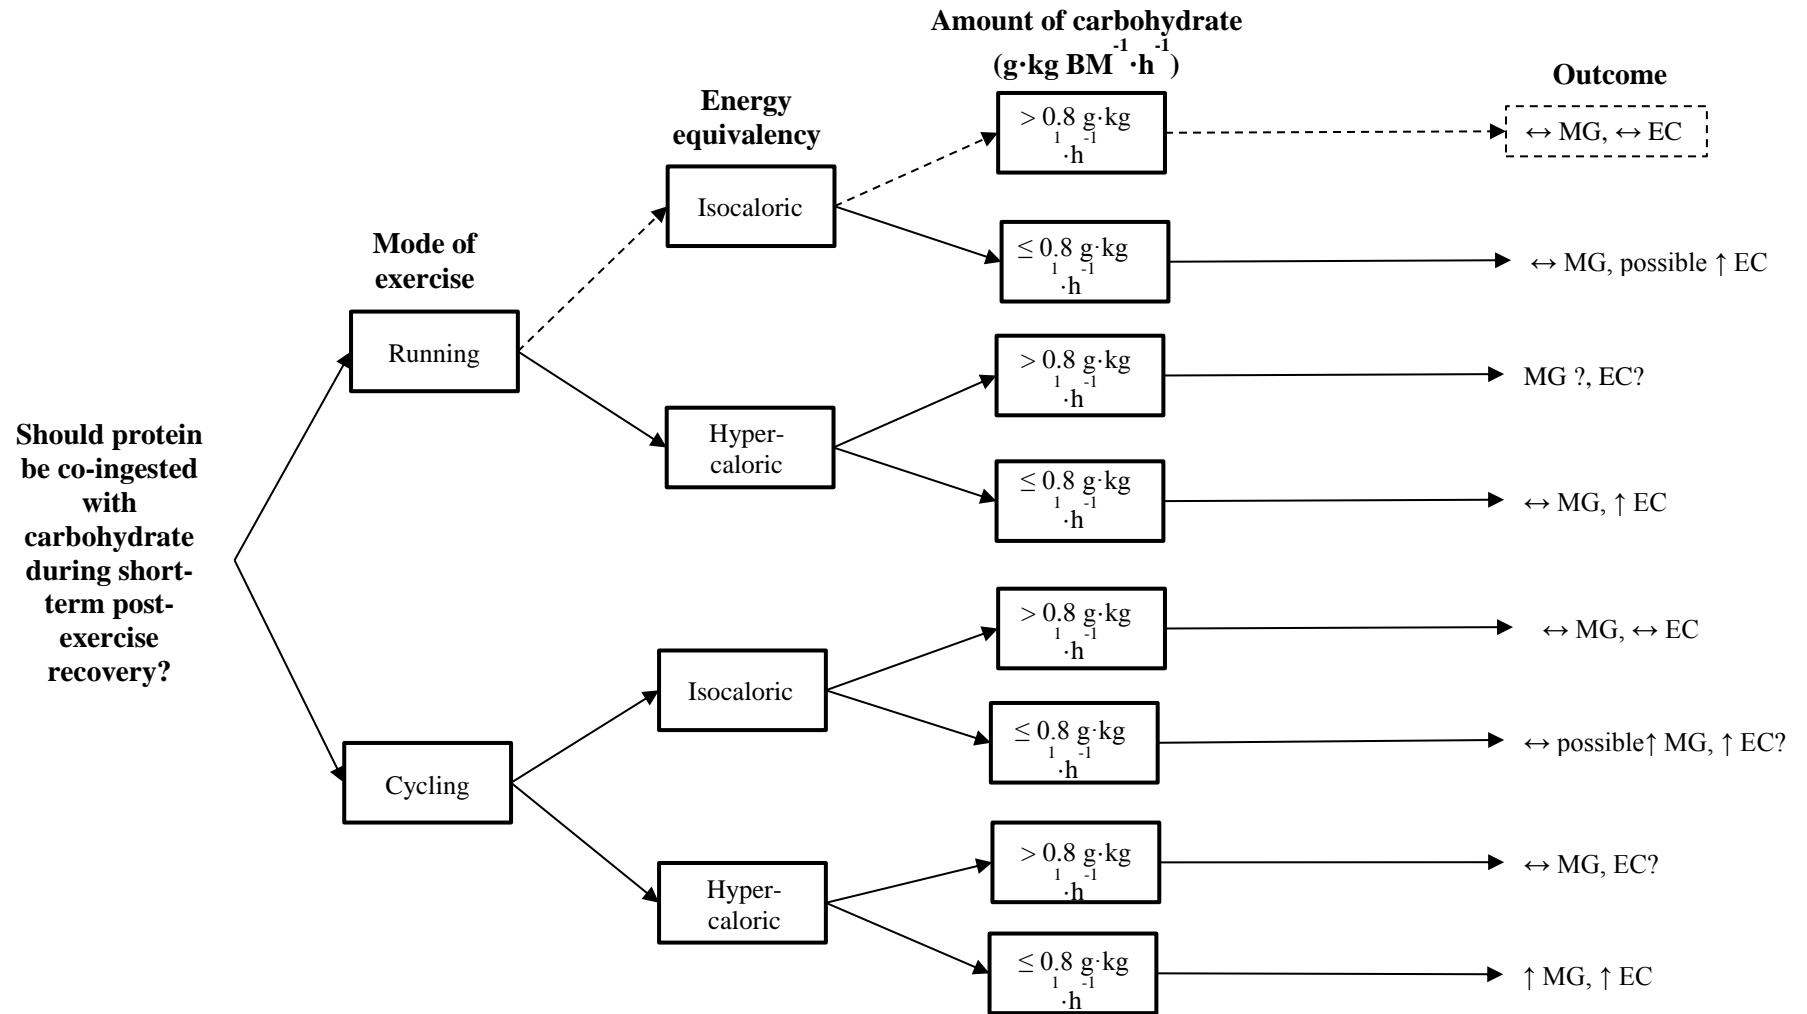 Amount of carbohydrate
(g·kg BM-1·h-1)
Outcome
Energy
equivalency
Mode of
exercise
Should protein
be co-ingested
with
carbohydrate
during short-
term post-
exercise
recovery?
Running
Cycling
Isocaloric
Hyper-
caloric
Isocaloric
Hyper-
caloric
> 0.8 g·kg
1 -1
·h
↔ MG, ↔ EC
≤ 0.8 g·kg
1 -1
·h
↔ MG, possible ↑ EC
> 0.8 g·kg
1 -1
·h
MG ?, EC?
≤ 0.8 g·kg
1 -1
·h
↔ MG, ↑ EC
> 0.8 g·kg
1 -1
·h
↔ MG, ↔ EC
≤ 0.8 g·kg
1 -1
·h
↔ possible↑ MG, ↑ EC?
> 0.8 g·kg
1 -1
·h
↔ MG, EC?
≤ 0.8 g·kg
1 -1
·h
↑ MG, ↑ EC